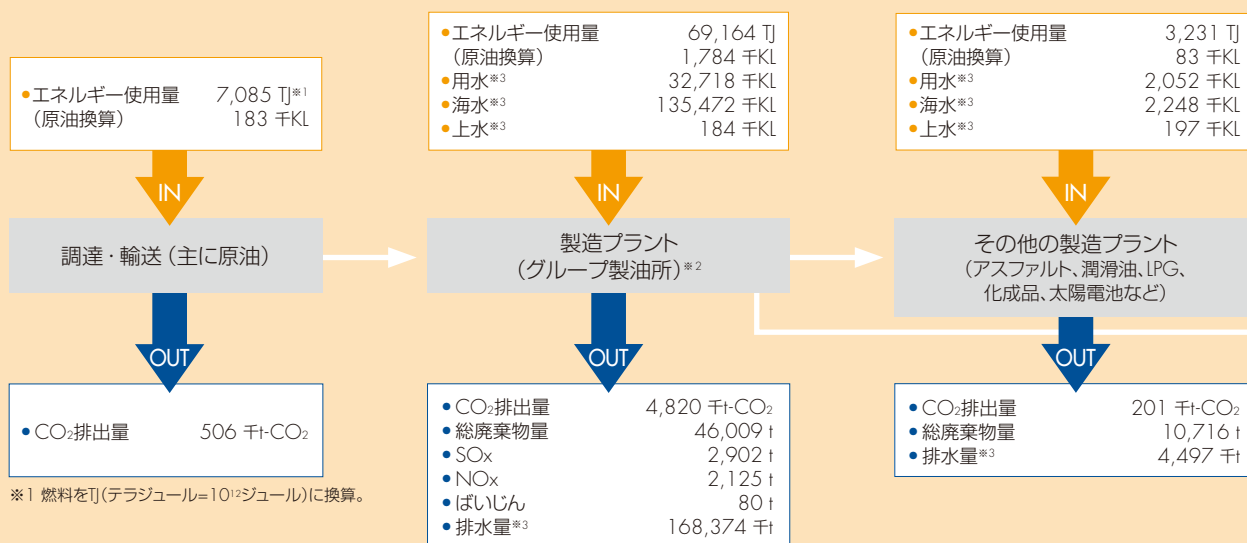 ●エネルギー使用量 7,085 TJ※1
(原油換算) 183 千KL
IN
調達・輸送（主に原油）
OUT
●CO₂排出量 506 千t-CO₂
※1 燃料をTJ(テラジュール=10¹²ジュール)に換算。
●エネルギー使用量 69,164 TJ
(原油換算) 1,784 千KL
●用水※3 32,718 千KL
●海水※3 135,472 千KL
●上水※3 184 千KL
IN
製造プラント
(グループ製油所)※2
OUT
●CO₂排出量 4,820 千t-CO₂
●総廃棄物量 46,009 t
●SOx 2,902 t
●NOx 2,125 t
●ばいじん 80 t
●排水量※3 168,374 千t
●エネルギー使用量 3,231 TJ
(原油換算) 83 千KL
●用水※3 2,052 千KL
●海水※3 2,248 千KL
●上水※3 197 千KL
IN
その他の製造プラント
(アスファルト、潤滑油、LPG、
化成品、太陽電池など)
OUT
●CO₂排出量 201 千t-CO₂
●総廃棄物量 10,716 t
●排水量※3 4,497 千t